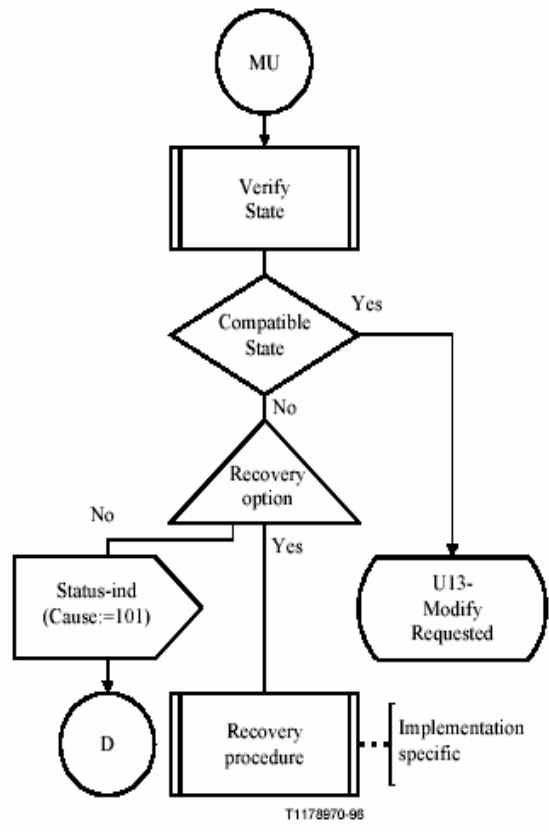 MU
Verify
State
Compatible
State
Yes
No
Recovery
option
No
Yes
Status-ind
(Cause:=101)
U13-
Modify
Requested
D
Recovery
procedure
Implementation
specific
T1178970-96